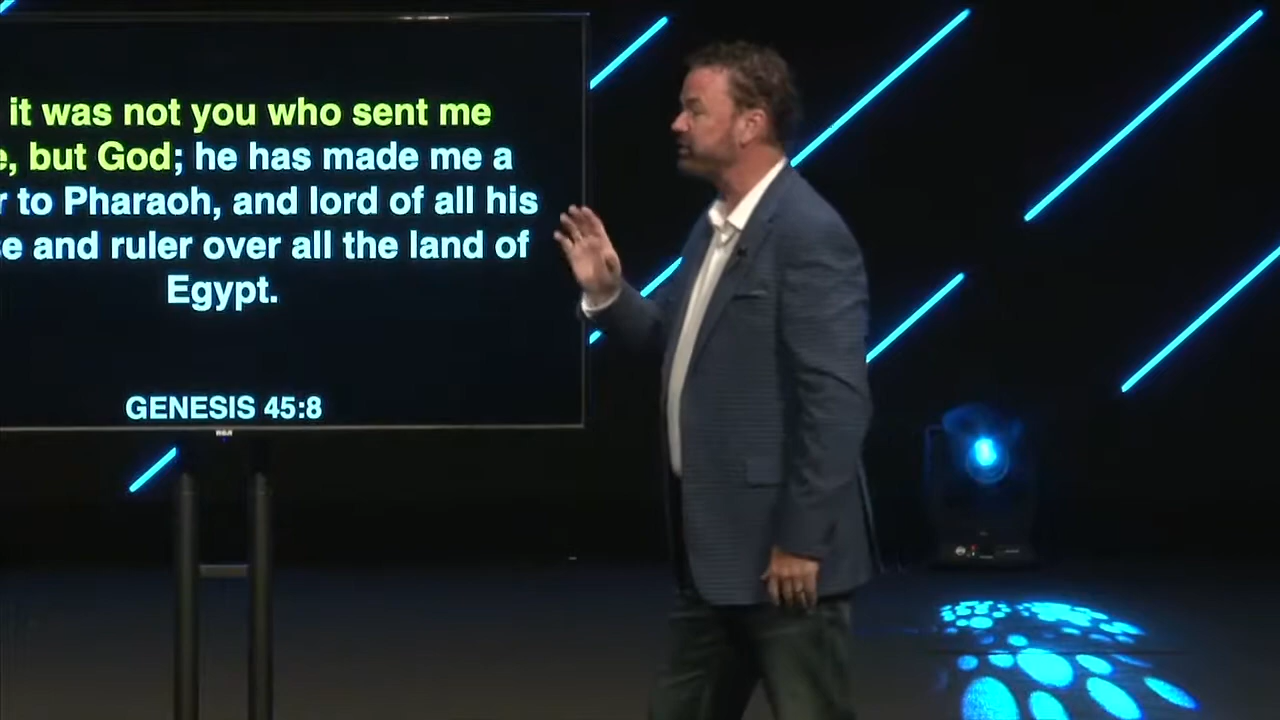 it was not you who sent me
, but God; he has made me a
to Pharaoh, and lord of all his
and ruler over all the land of
Egypt.
GENESIS 45:8
RCA